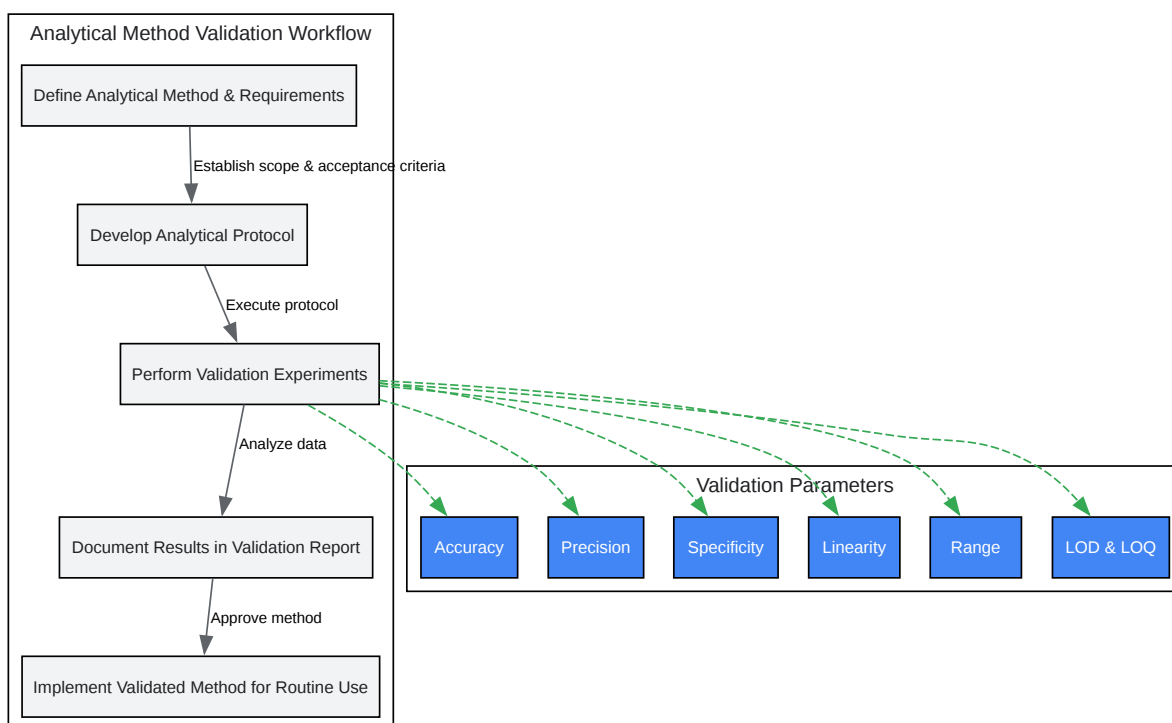 Analytical Method Validation Workflow
Define Analytical Method & Requirements
Establish scope & acceptance criteria
Develop Analytical Protocol
Execute protocol
Perform Validation Experiments
Analyze data
Validation Parameters
Accuracy
Precision
Specificity
Linearity
Range
LOD & LOQ
Document Results in Validation Report
Approve method
Implement Validated Method for Routine Use